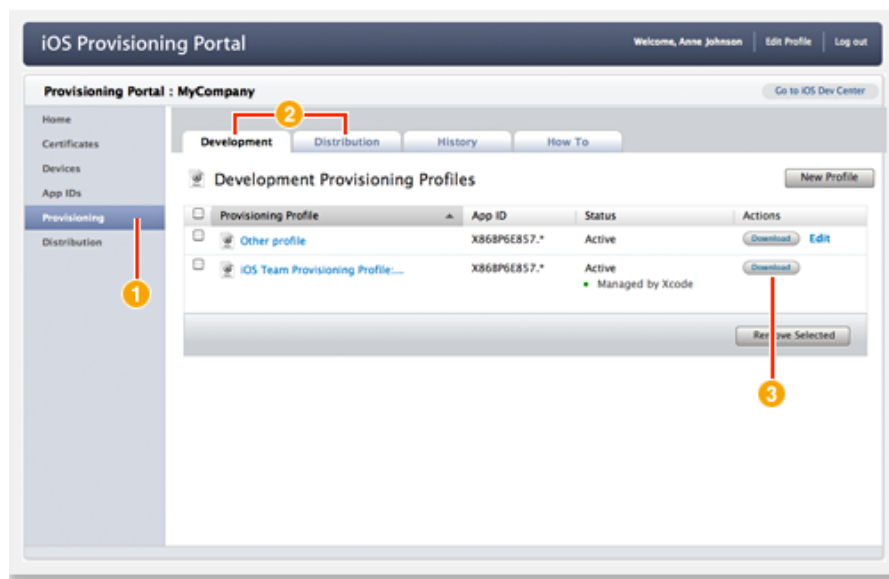 iOS Provisioning Portal
Welcome, Anne Johnson Edit Profile Log out
Provisioning Portal : MyCompany
Go to iOS Dev Center
Home
Certificates
Devices
App IDs
Provisioning
Distribution
1
2
Development Distribution History How To
Development Provisioning Profiles
New Profile
Provisioning Profile App ID Status Actions
Other profile X868P6E857.* Active Download Edit
iOS Team Provisioning Profile:... X868P6E857.* Active Download
Managed by Xcode
Remove Selected
3